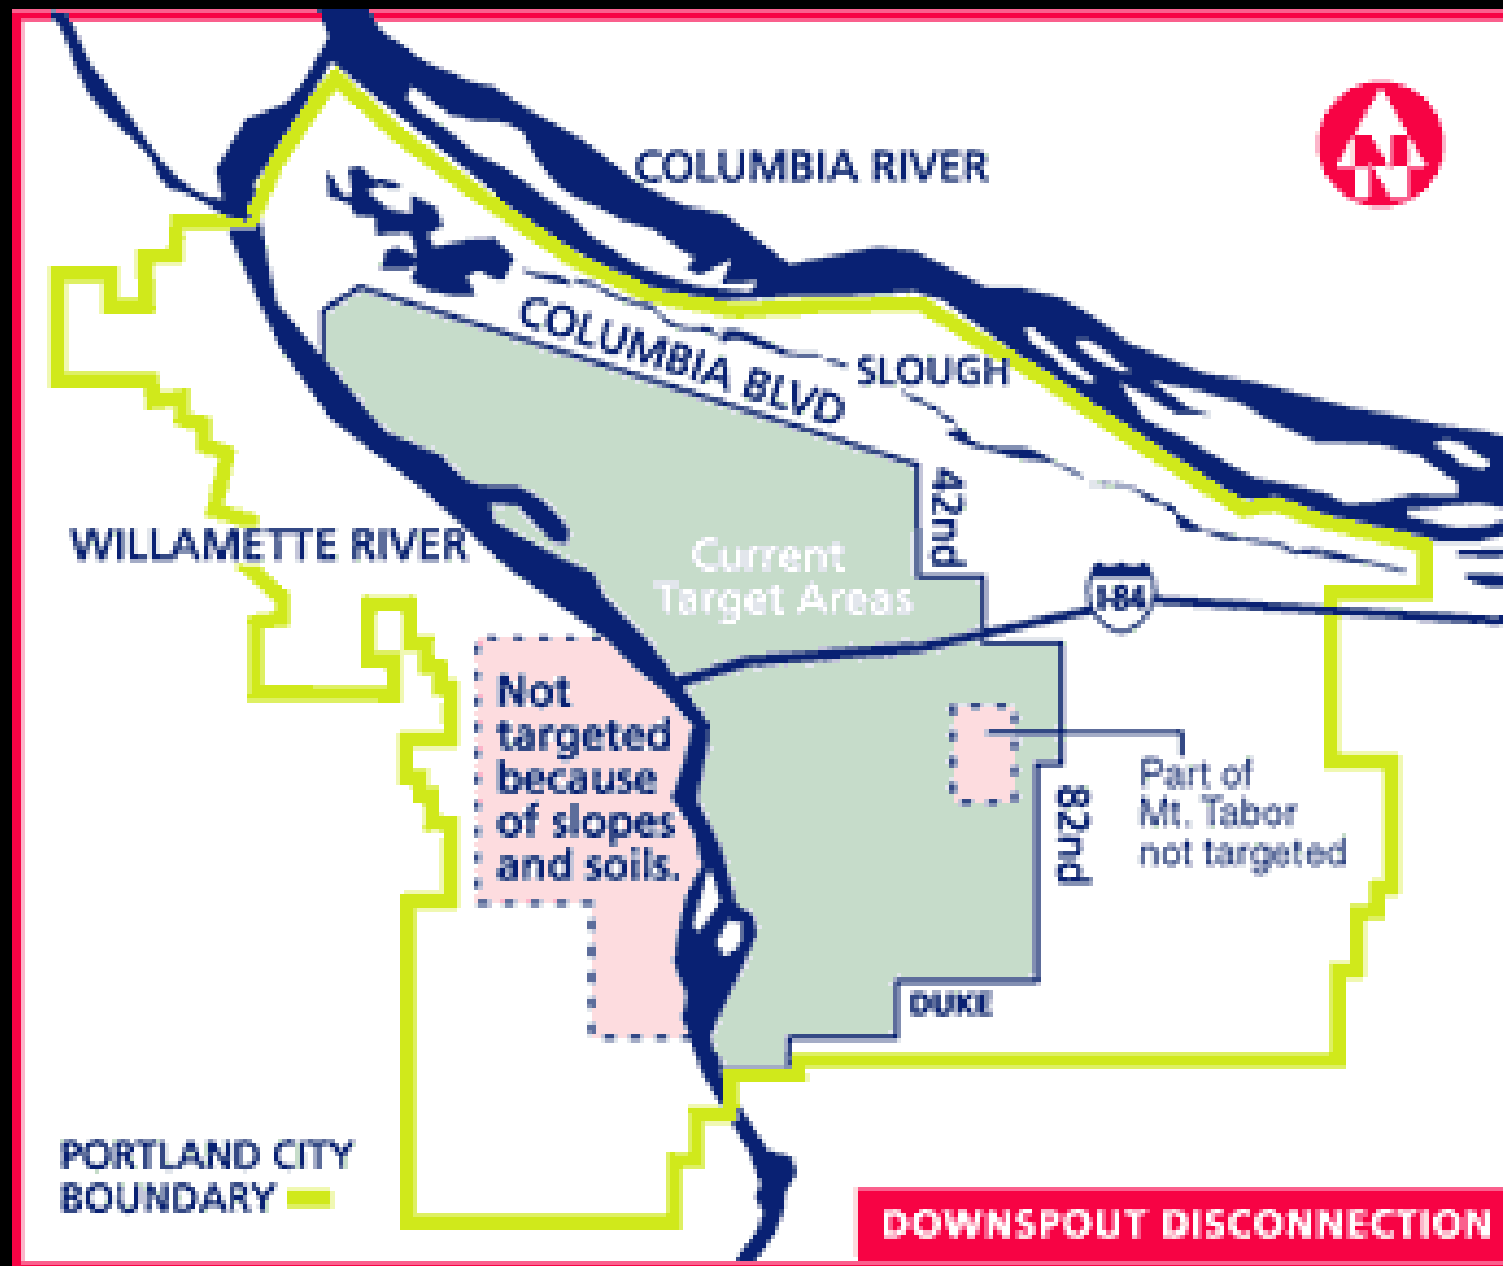 COLUMBIA RIVER
N
COLUMBIA BLVD
SLOUGH
42nd
WILLAMETTE RIVER
Current
Target Areas
I-84
Not
targeted
because
of slopes
and soils.
Part of
Mt. Tabor
not targeted
82nd
DUKE
PORTLAND CITY
BOUNDARY
DOWNSPOUT DISCONNECTION